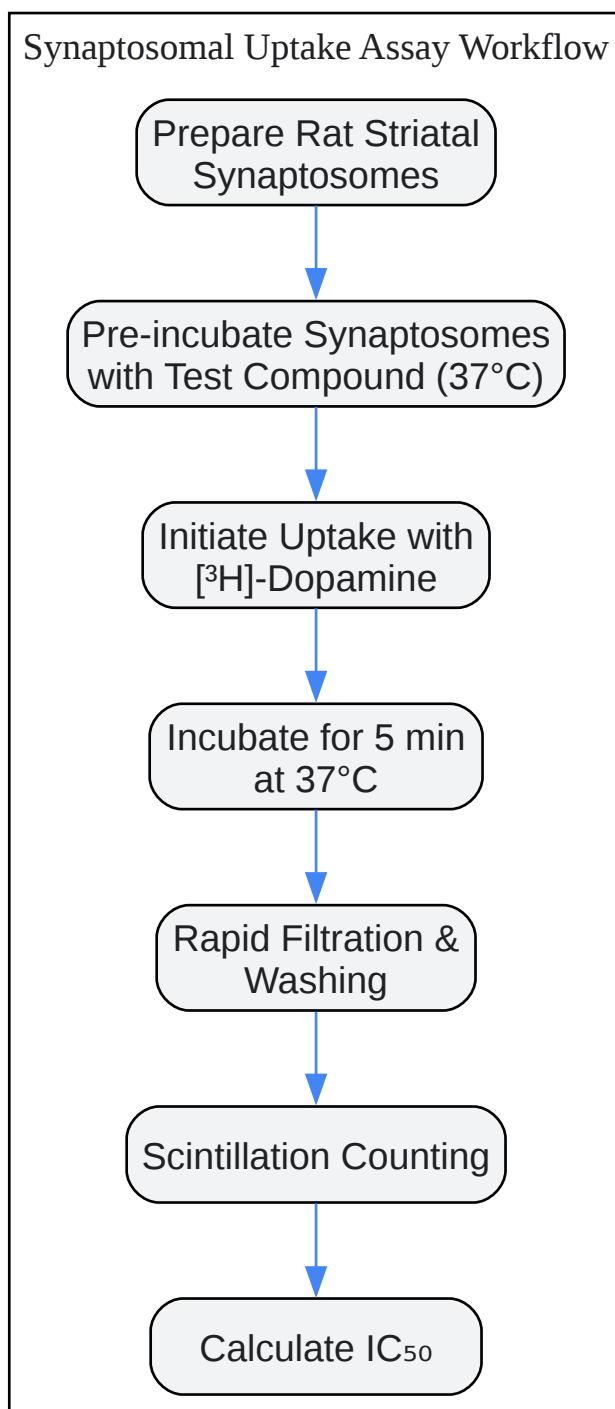 Synaptosomal Uptake Assay Workflow
Prepare Rat Striatal
Synaptosomes
Pre-incubate Synaptosomes
with Test Compound (37°C)
Initiate Uptake with
[³H]-Dopamine
Incubate for 5 min
at 37°C
Rapid Filtration &
Washing
Scintillation Counting
Calculate IC₅₀